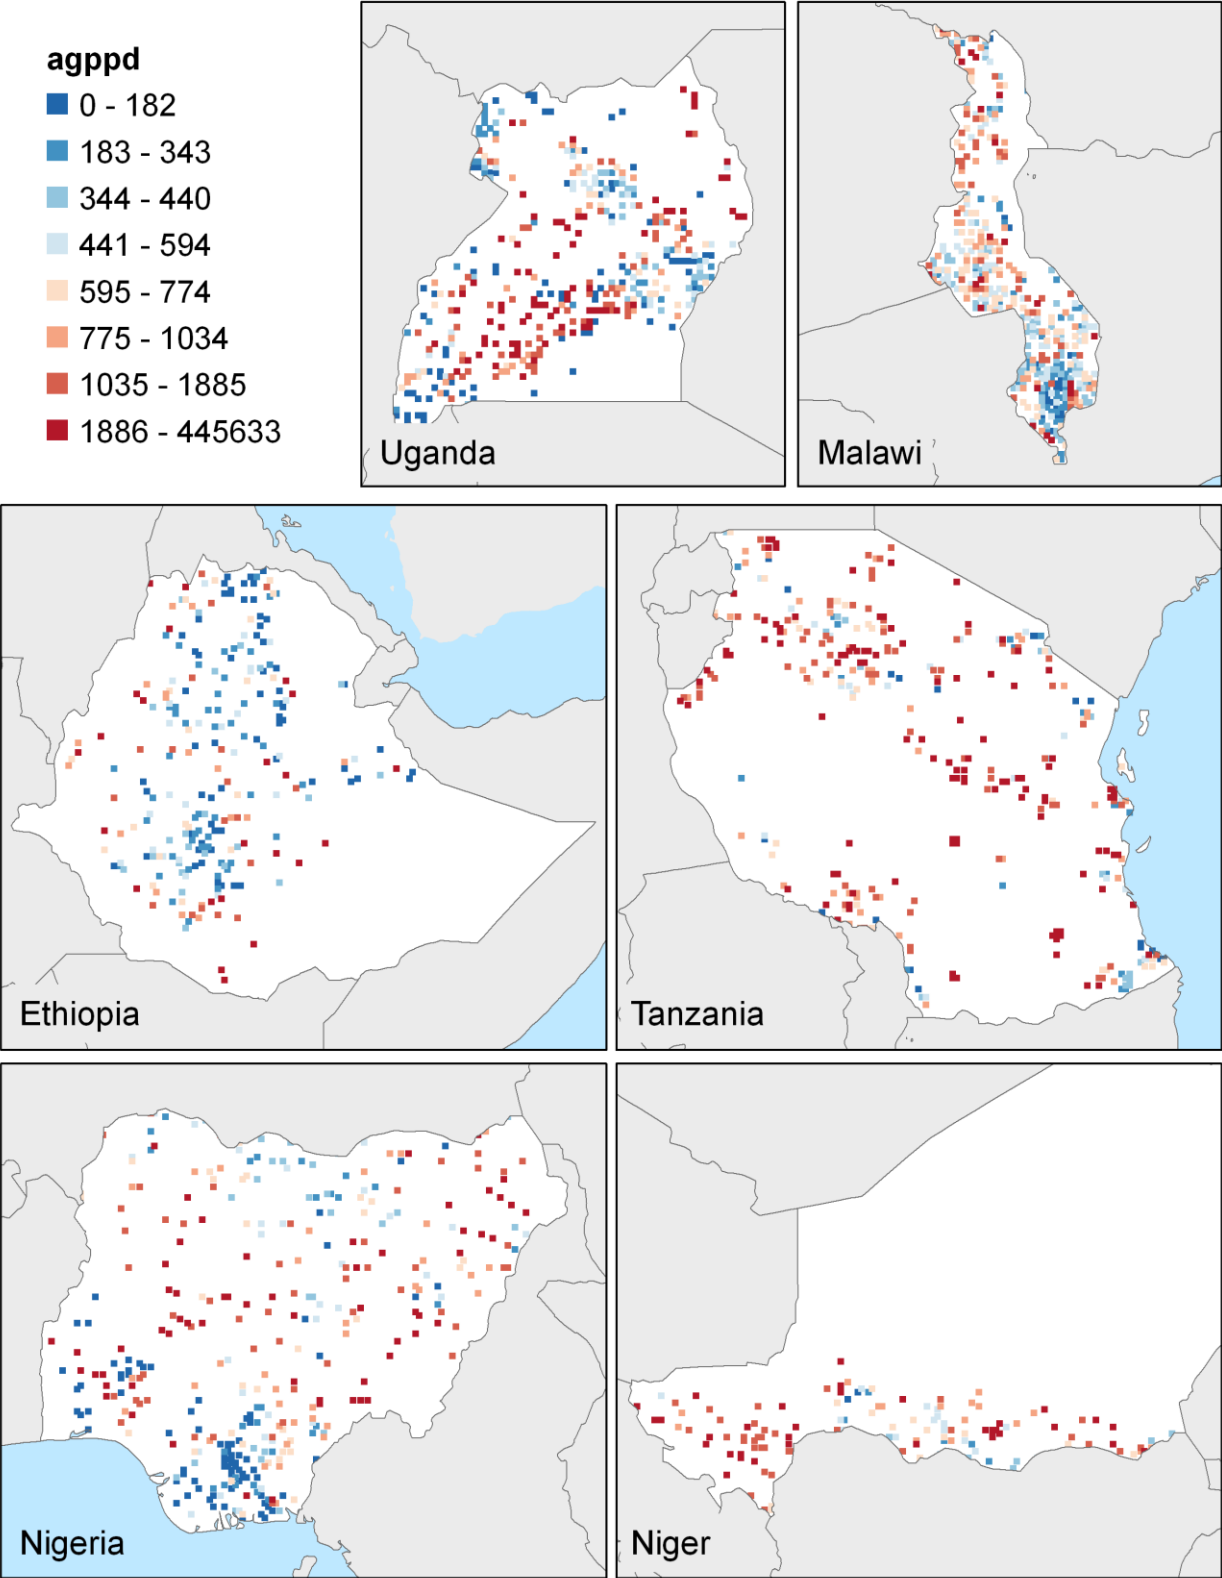 agppd
0 - 182
183 - 343
344 - 440
441 - 594
595 - 774
775 - 1034
1035 - 1885
1886 - 445633
Uganda
Malawi
Ethiopia
Tanzania
Nigeria
Niger